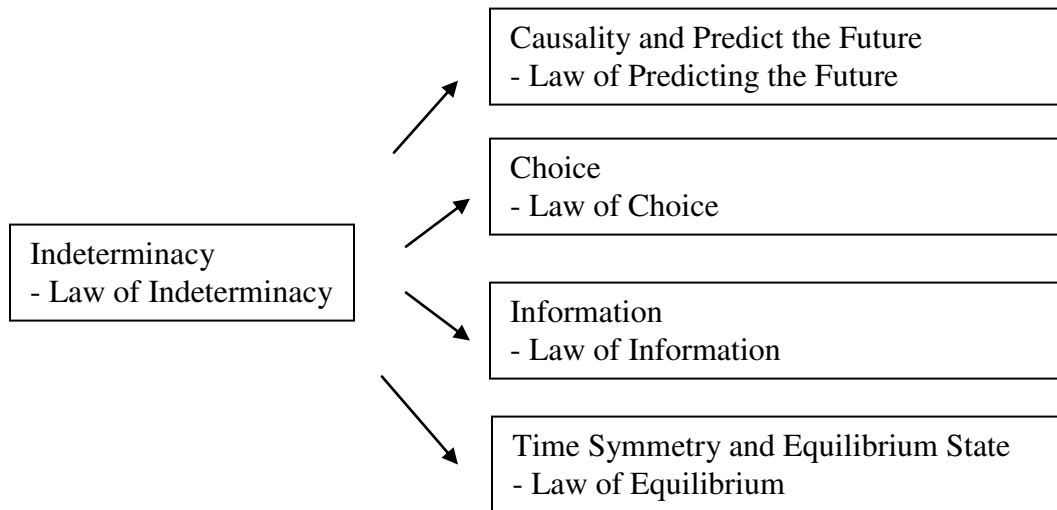 Causality and Predict the Future
- Law of Predicting the Future
Choice
- Law of Choice
Indeterminacy
- Law of Indeterminacy
Information
- Law of Information
Time Symmetry and Equilibrium State
- Law of Equilibrium